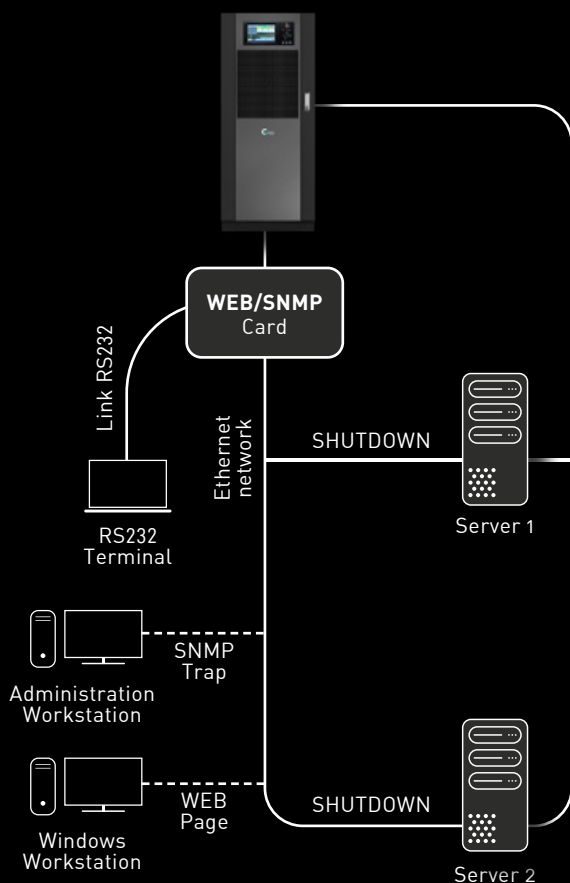 WEB/SNMP
Card
Link RS232
Ethernet
network
SHUTDOWN
Server 1
RS232
Terminal
SNMP
Trap
Administration
Workstation
WEB
Page
SHUTDOWN
Windows
Workstation
Server 2